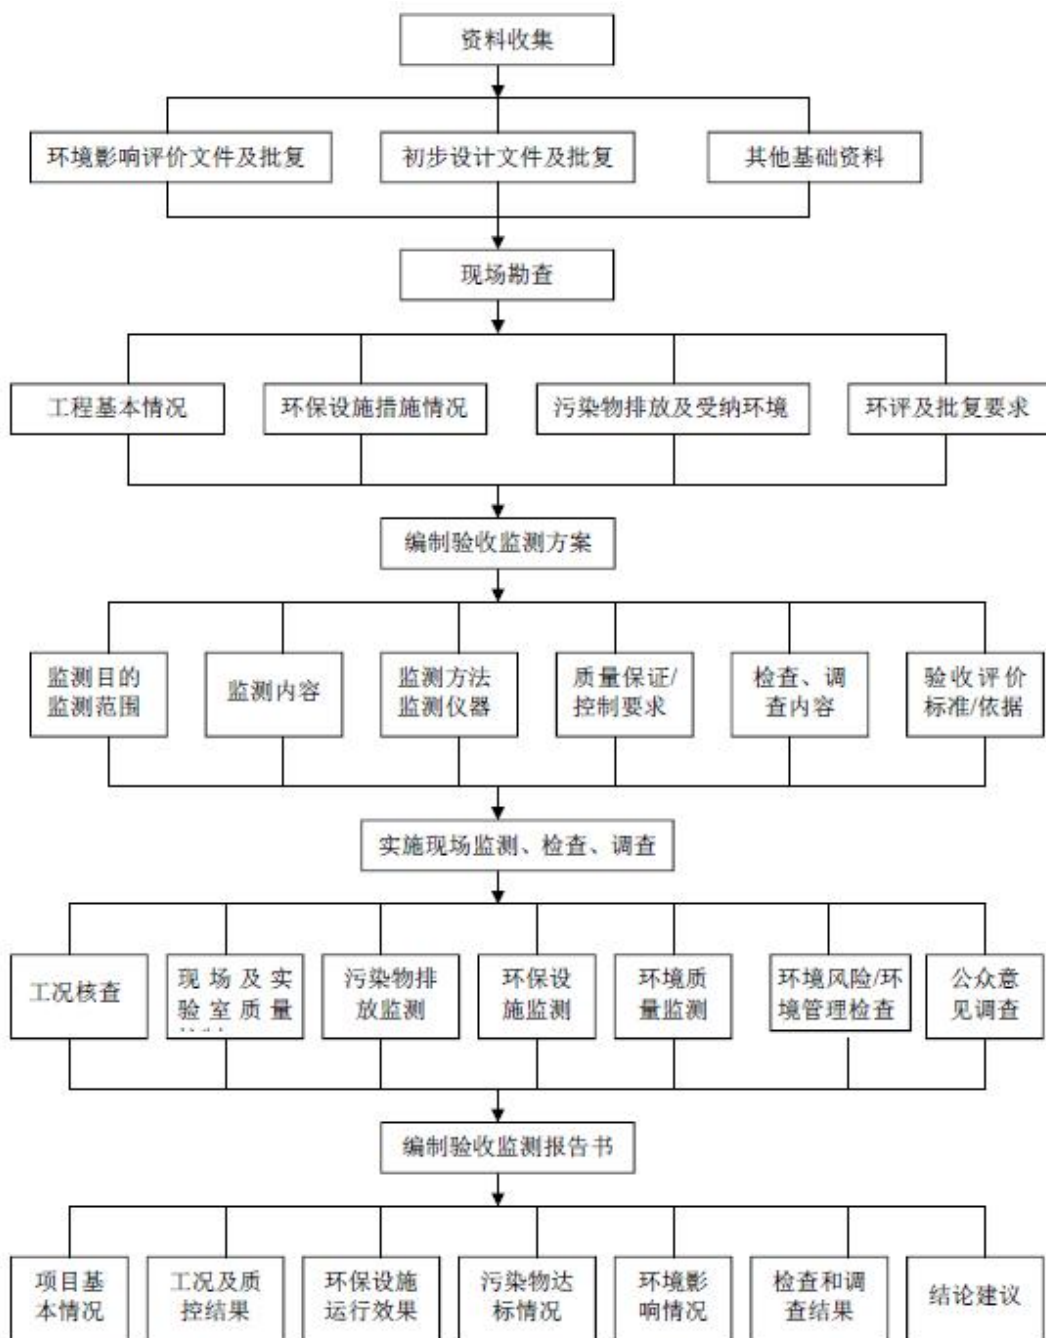 资料收集
环境影响评价文件及批复
初步设计文件及批复
其他基础资料
现场勘查
工程基本情况
环保设施措施情况
污染物排放及受纳环境
环评及批复要求
编制验收监测方案
监测目的
监测范围
监测内容
监测方法
监测仪器
质量保证/
控制要求
检查、调
查内容
验收评价
标准/依据
实施现场监测、检查、调查
工况核查
现场及实
验室质量
污染物排
放监测
环保设
施监测
环境质
量监测
环境风险/环
境管理检查
公众意
见调查
编制验收监测报告书
项目基
本情况
工况及质
控结果
环保设施
运行效果
污染物达
标情况
环境影
响情况
检查和调
查结果
结论建议